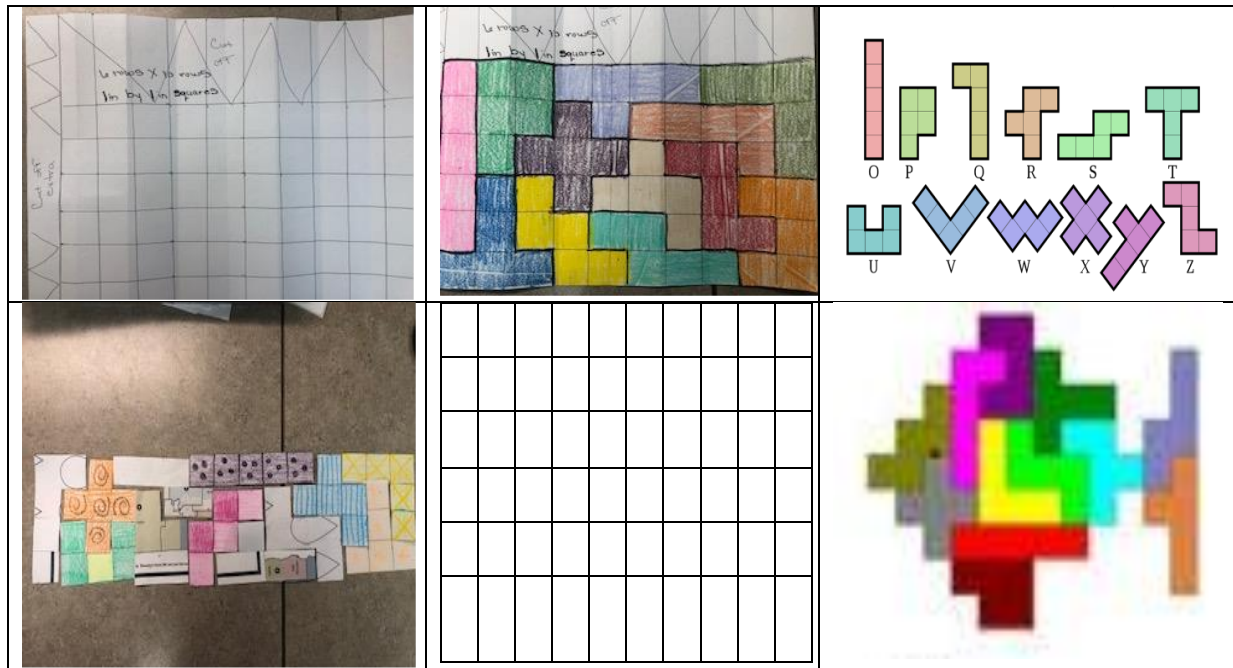 Cut
off
6 rows X 10 rows
1in by 1in squares
Cut off
extra
off
6 rows X 10 rows
1in by 1in squares
O P Q R S T
U V W X Y Z